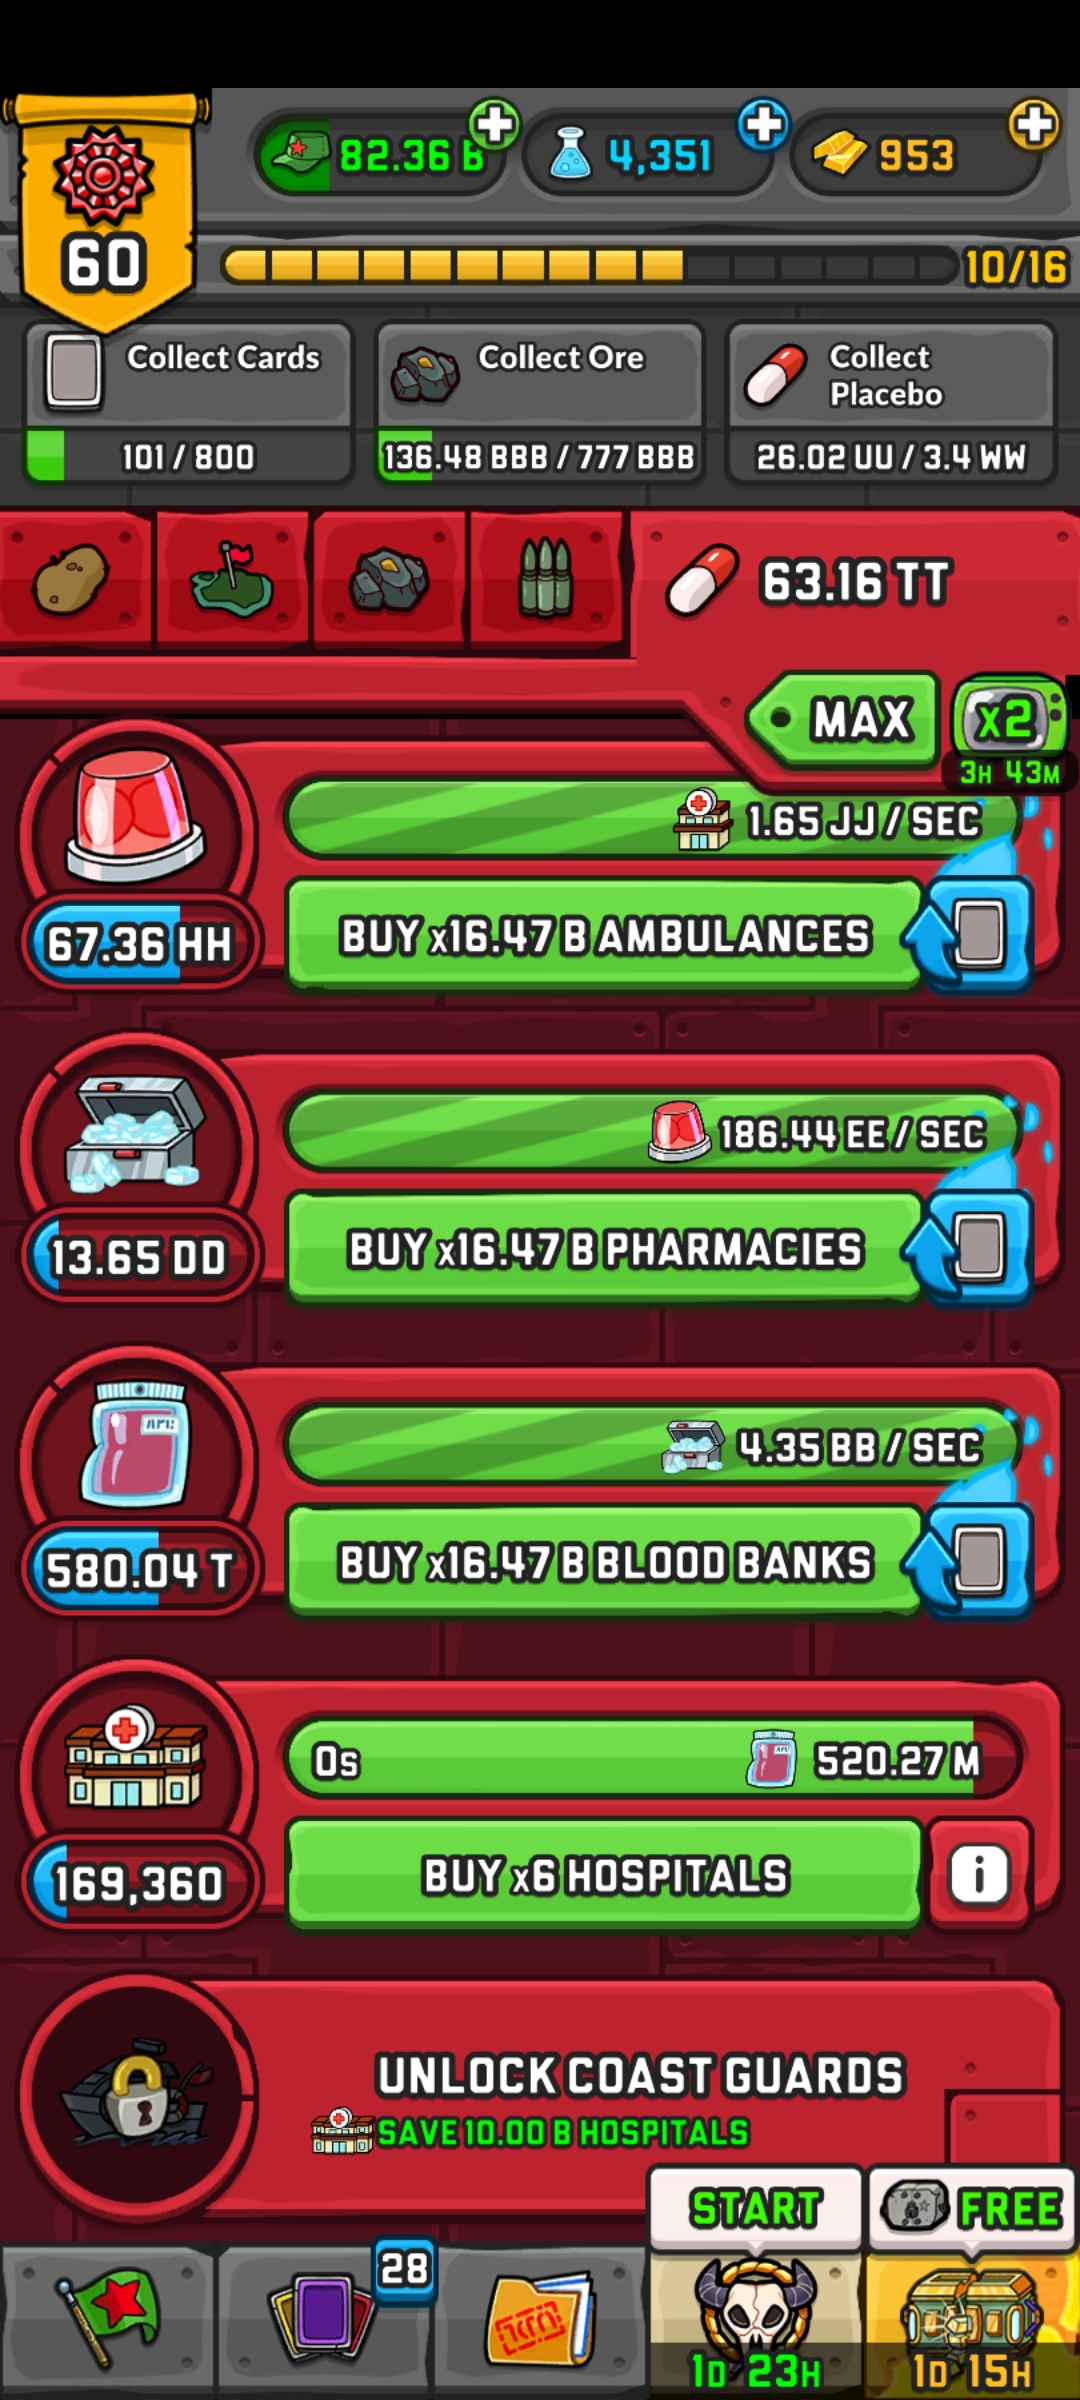 60
82.36 B
4,351
953
10/16
Collect Cards
101 / 800
Collect Ore
136.48 BBB / 777 BBB
Collect
Placebo
26.02 UU / 3.4 WW
63.16 TT
MAX
x2
3H 43M
1.65 JJ / SEC
67.36 HH
BUY x16.47 B AMBULANCES
186.44 EE / SEC
13.65 DD
BUY x16.47 B PHARMACIES
4.35 BB / SEC
580.04 T
BUY x16.47 B BLOOD BANKS
0s
520.27 M
169,360
BUY x6 HOSPITALS
i
UNLOCK COAST GUARDS
SAVE 10.00 B HOSPITALS
START
FREE
28
1D 23H
1D 15H